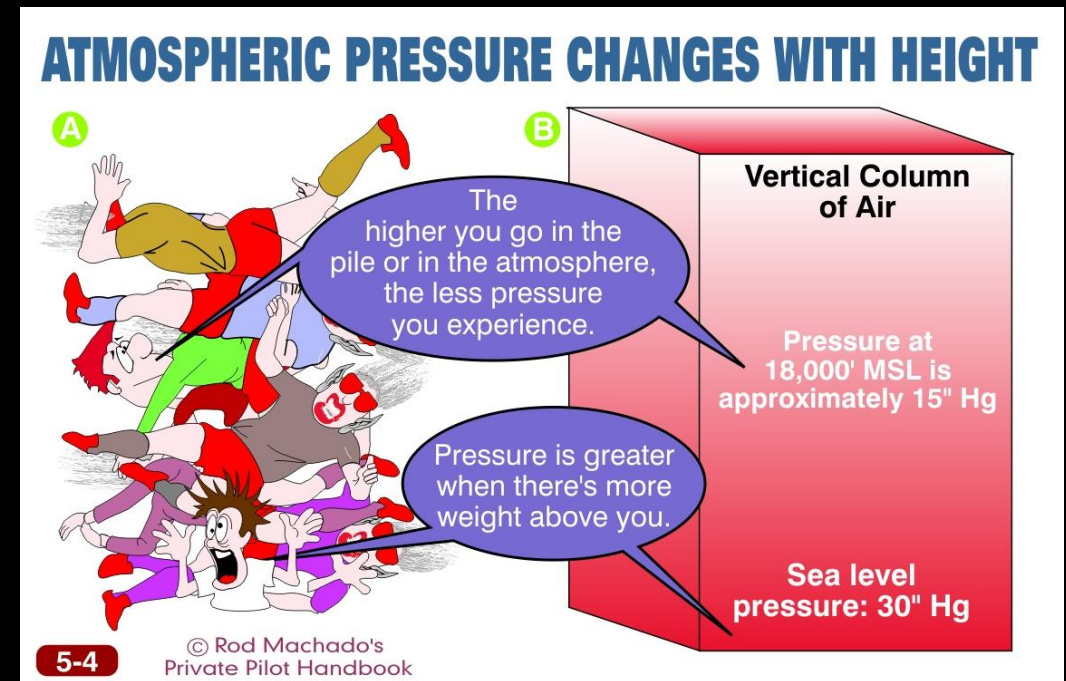 ATMOSPHERIC PRESSURE CHANGES WITH HEIGHT
A
B
The
higher you go in the
pile or in the atmosphere,
the less pressure
you experience.
Pressure is greater
when there's more
weight above you.
Vertical Column
of Air
Pressure at
18,000' MSL is
approximately 15" Hg
Sea level
pressure: 30" Hg
5-4
© Rod Machado's
Private Pilot Handbook